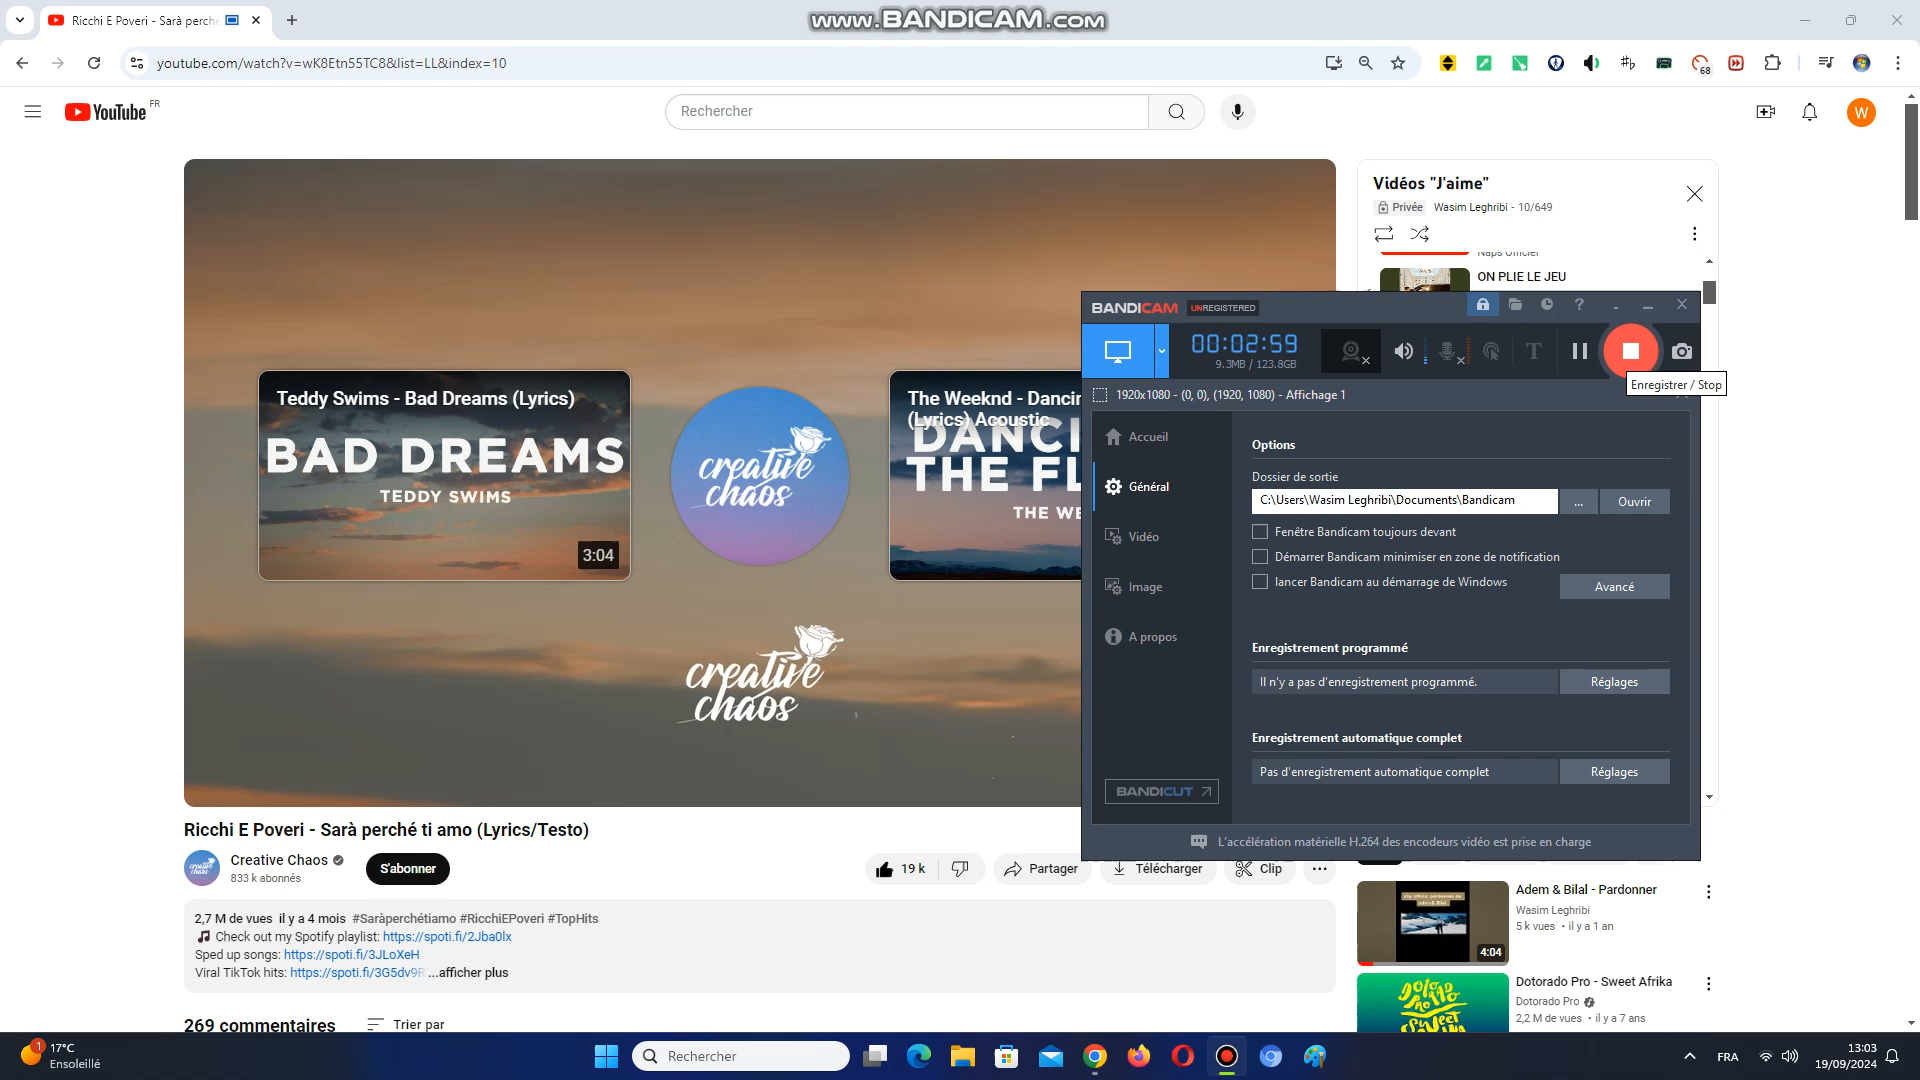 www.BANDICAM.com
Ricchi E Poveri - Sarà perché
youtube.com/watch?v=wK8Etn55TC8&list=LL&index=10
68
YouTube FR
Rechercher
W
Vidéos "J'aime"
Privée Wasim Leghribi - 10/649
Naps Officiel
ON PLIE LE JEU
BANDICAM UNREGISTERED
00:02:59
9.3MB / 123.8GB
Enregistrer / Stop
1920x1080 - (0, 0), (1920, 1080) - Affichage 1
Accueil
Général
Vidéo
Image
A propos
BANDICUT
Options
Dossier de sortie
C:\Users\Wasim Leghribi\Documents\Bandicam
...
Ouvrir
Fenêtre Bandicam toujours devant
Démarrer Bandicam minimiser en zone de notification
lancer Bandicam au démarrage de Windows
Avancé
Enregistrement programmé
Il n'y a pas d'enregistrement programmé.
Réglages
Enregistrement automatique complet
Pas d'enregistrement automatique complet
Réglages
L'accélération matérielle H.264 des encodeurs vidéo est prise en charge
Teddy Swims - Bad Dreams (Lyrics)
BAD DREAMS
TEDDY SWIMS
3:04
creative
chaos
The Weeknd - Dancin
(Lyrics) Acoustic
DANCI
THE FL
THE WE
creative
chaos
Ricchi E Poveri - Sarà perché ti amo (Lyrics/Testo)
Creative Chaos
833 k abonnés
S'abonner
19 k
Partager
Télécharger
Clip
2,7 M de vues il y a 4 mois #Saràperchétiamo #RicchiEPoveri #TopHits
Check out my Spotify playlist: https://spoti.fi/2Jba0lx
Sped up songs: https://spoti.fi/3JLoXeH
Viral TikTok hits: https://spoti.fi/3G5dv9R ...afficher plus
269 commentaires
Trier par
Adem & Bilal - Pardonner
Wasim Leghribi
5 k vues • il y a 1 an
4:04
Dotorado Pro - Sweet Afrika
Dotorado Pro
2,2 M de vues • il y a 7 ans
DOTO
RADO
PRO
SWEET
1
17°C
Ensoleillé
Rechercher
FRA
13:03
19/09/2024